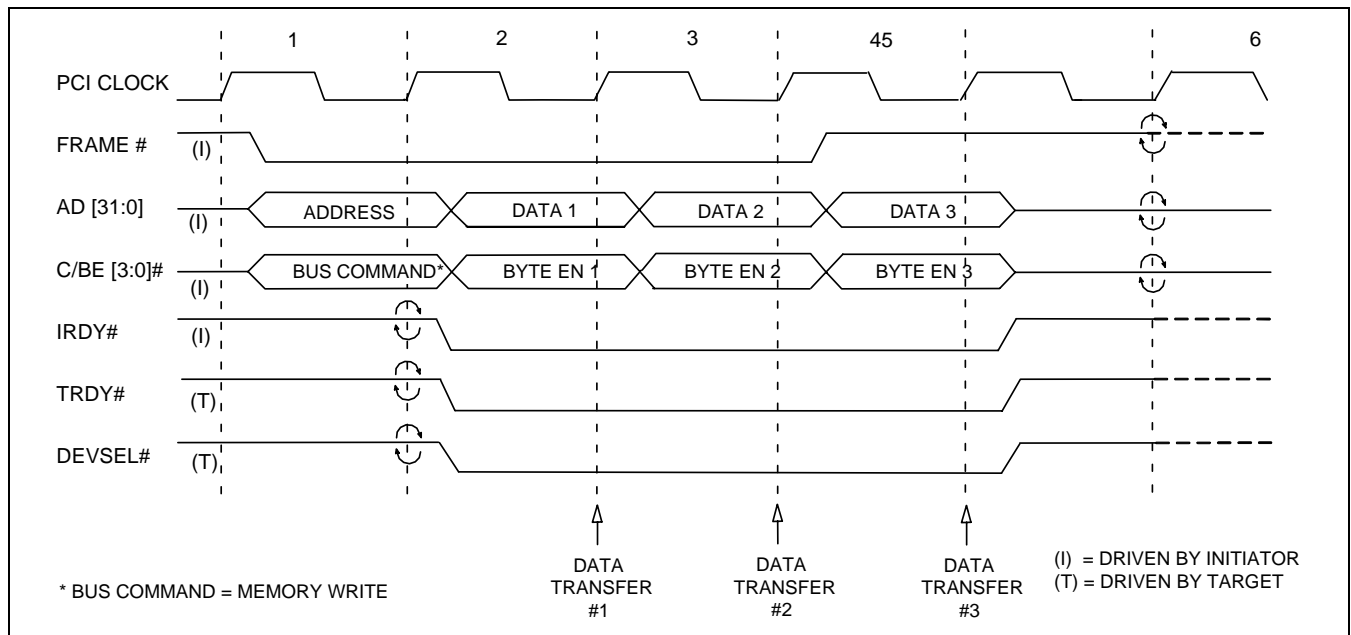 1 2 3 45 6
PCI CLOCK
FRAME # (I)
AD [31:0] (I) ADDRESS DATA 1 DATA 2 DATA 3
C/BE [3:0]# (I) BUS COMMAND* BYTE EN 1 BYTE EN 2 BYTE EN 3
IRDY# (I)
TRDY# (T)
DEVSEL# (T)
DATA TRANSFER #1
DATA TRANSFER #2
DATA TRANSFER #3
(I) = DRIVEN BY INITIATOR
(T) = DRIVEN BY TARGET
* BUS COMMAND = MEMORY WRITE